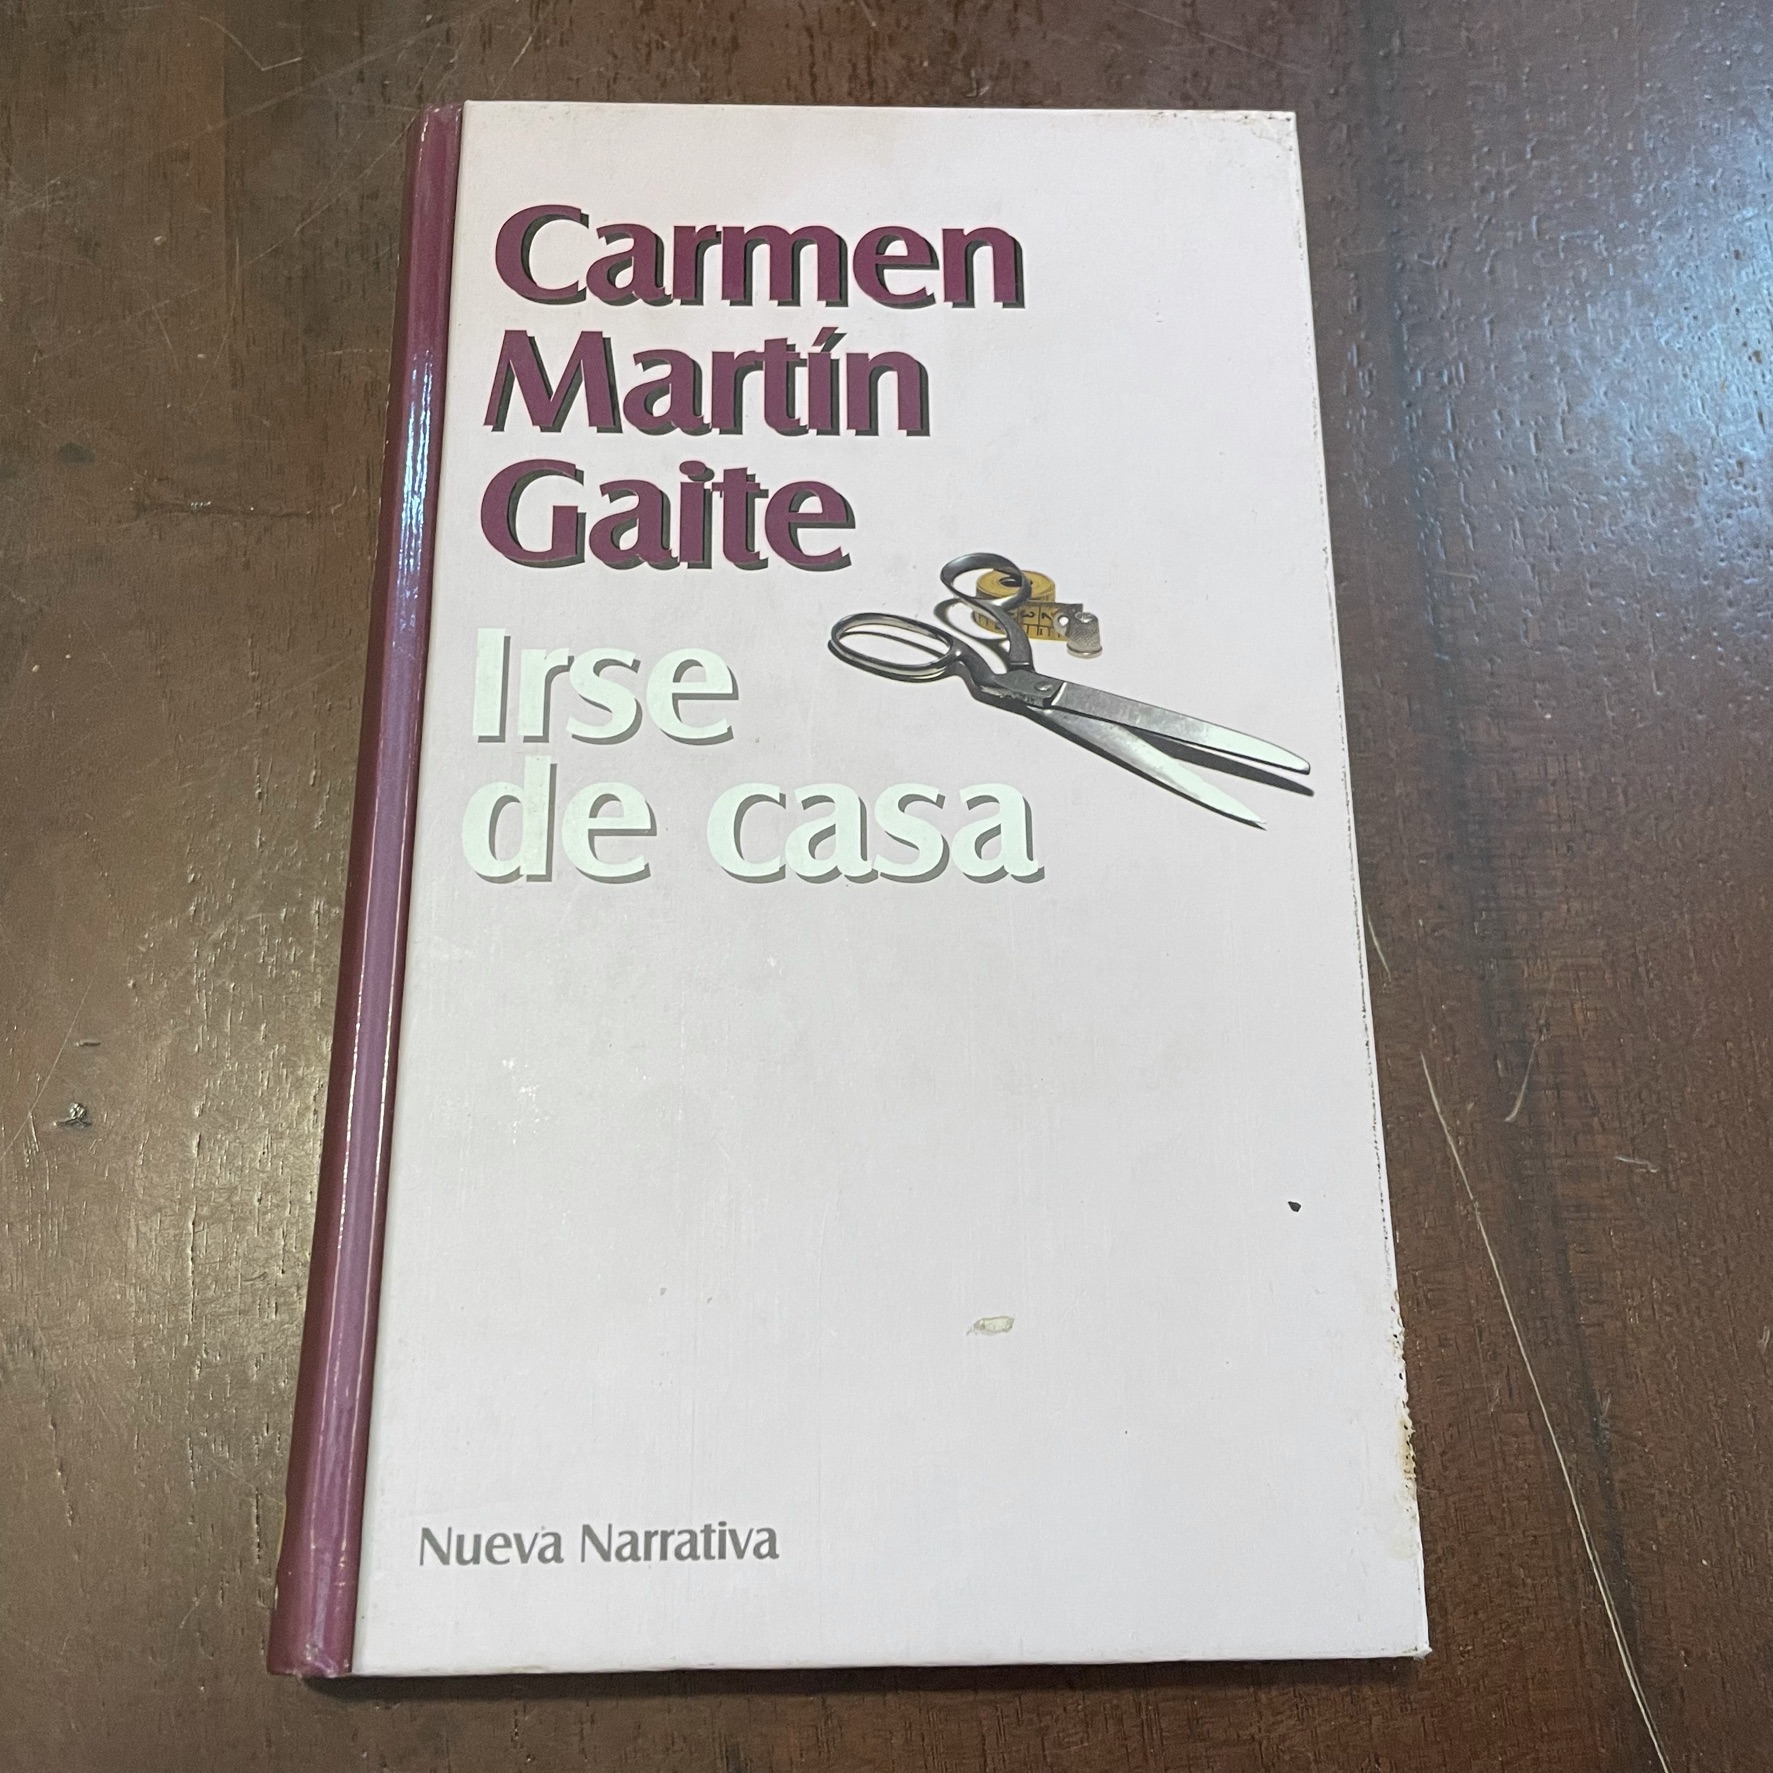 Carmen
Martín
Gaite
Irse
de casa
Nueva Narrativa